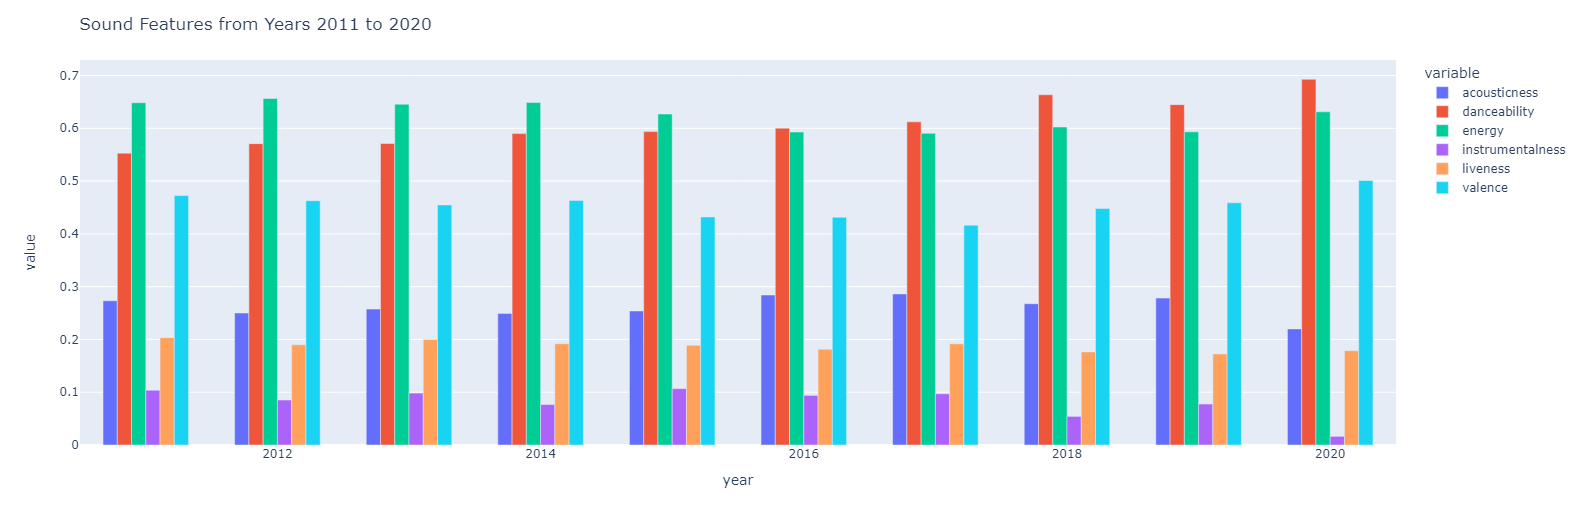 Sound Features from Years 2011 to 2020
value
0.7
0.6
0.5
0.4
0.3
0.2
0.1
0
2012
2014
2016
2018
2020
year
variable
acousticness
danceability
energy
instrumentalness
liveness
valence